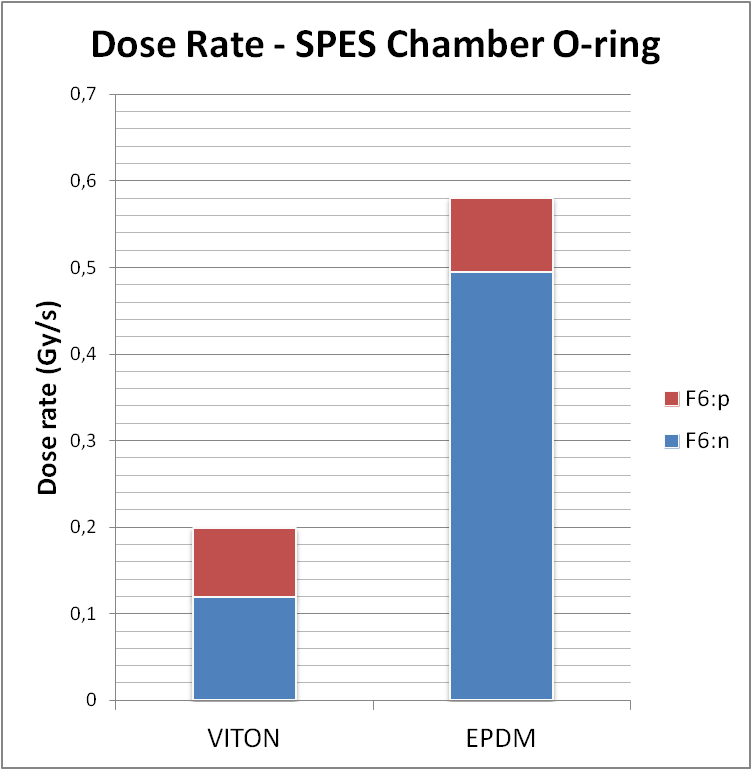 Dose Rate - SPES Chamber O-ring
0,7
0,6
0,5
0,4
0,3
0,2
0,1
0
Dose rate (Gy/s)
VITON
EPDM
F6:p
F6:n